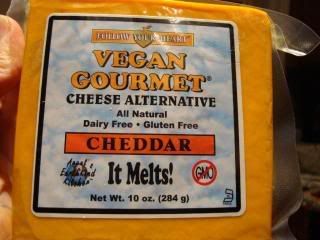 FOLLOW YOUR HEART
VEGAN
GOURMET®
CHEESE ALTERNATIVE
All Natural
Dairy Free • Gluten Free
CHEDDAR
It Melts!
GMO
Net Wt. 10 oz. (284 g)